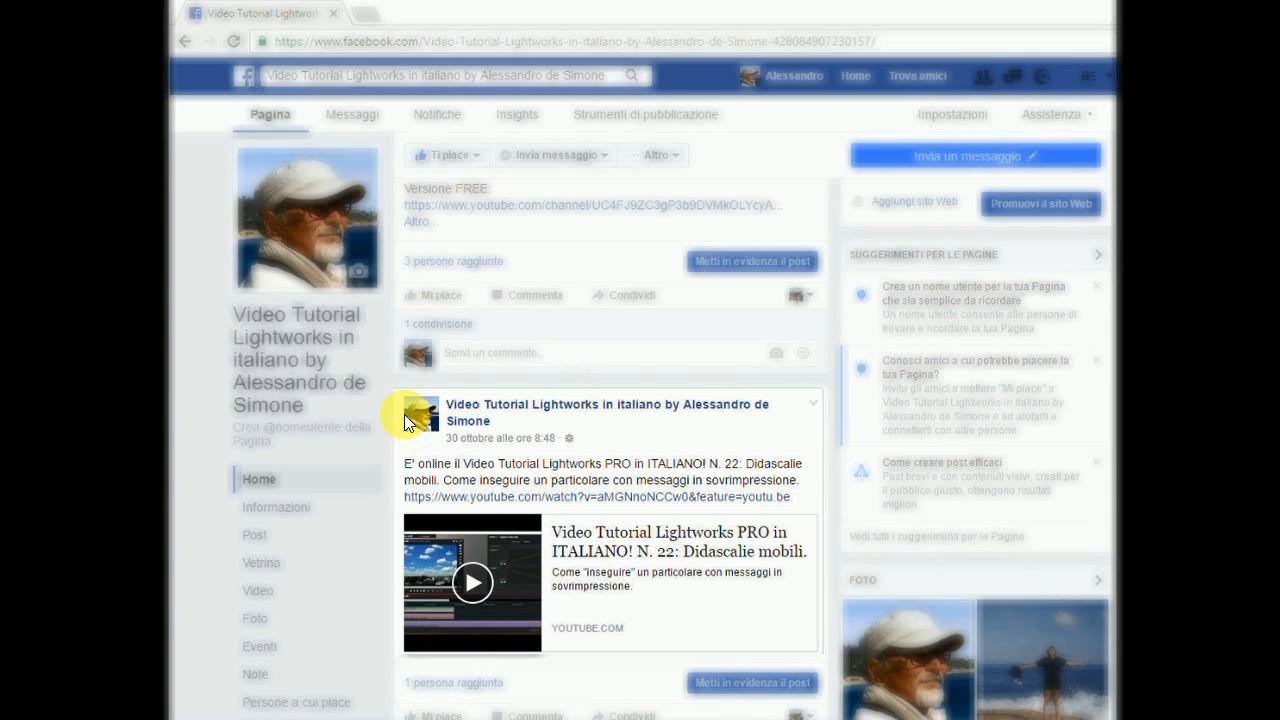 Video Tutorial Lightwor
https://www.facebook.com/Video-Tutorial-Lightworks-in-italiano-by-Alessandro-de-Simone-428084907230157/
Video Tutorial Lightworks in italiano by Alessandro de Simone
Alessandro
Home
Trova amici
Pagina
Messaggi
Notifiche
Insights
Strumenti di pubblicazione
Impostazioni
Assistenza
Ti piace
Invia messaggio
Altro
Invia un messaggio
Versione FREE
https://www.youtube.com/channel/UC4FJ9ZC3gP3b9DVMkOLYcyA...
Altro...
3 persone raggiunte
Metti in evidenza il post
Mi piace
Commenta
Condividi
1 condivisione
Scrivi un commento...
Video Tutorial
Lightworks in
italiano by
Alessandro de
Simone
Crea @nomeutente della
Pagina
Home
Informazioni
Post
Vetrina
Video
Foto
Eventi
Note
Persone a cui piace
Video Tutorial Lightworks in italiano by Alessandro de
Simone
30 ottobre alle ore 8:48 ·
E' online il Video Tutorial Lightworks PRO in ITALIANO! N. 22: Didascalie
mobili. Come inseguire un particolare con messaggi in sovrimpressione.
https://www.youtube.com/watch?v=aMGNnoNCCw0&feature=youtu.be
Video Tutorial Lightworks PRO in
ITALIANO! N. 22: Didascalie mobili.
Come "inseguire" un particolare con messaggi in
sovrimpressione.
YOUTUBE.COM
1 persona raggiunta
Metti in evidenza il post
Mi piace
Commenta
Condividi
Aggiungi sito Web
Promuovi il sito Web
SUGGERIMENTI PER LE PAGINE
Crea un nome utente per la tua Pagina
che sia semplice da ricordare
Un nome utente consente alle persone di
trovare e ricordare la tua Pagina.
Conosci amici a cui potrebbe piacere la
tua Pagina?
Invita gli amici a mettere "Mi piace" a
Video Tutorial Lightworks in italiano by
Alessandro de Simone e ad aiutarti a
connetterti con altre persone.
Come creare post efficaci
Post brevi e con contenuti visivi, creati per
il pubblico giusto, ottengono risultati
migliori.
Vedi tutti i suggerimenti per le Pagine
FOTO